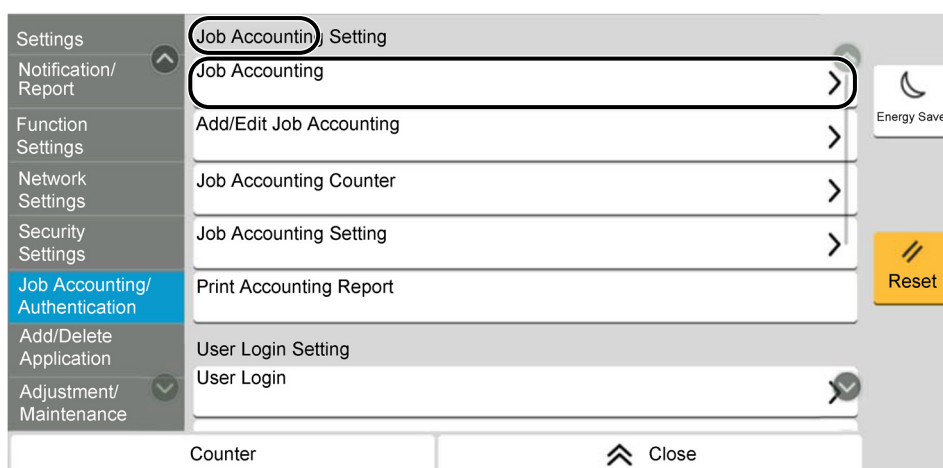 Settings
Notification/
Report
Function
Settings
Network
Settings
Security
Settings
Job Accounting/
Authentication
Add/Delete
Application
Adjustment/
Maintenance
Job Accounting Setting
Job Accounting
Add/Edit Job Accounting
Job Accounting Counter
Job Accounting Setting
Print Accounting Report
User Login Setting
User Login
Energy Save
Reset
Counter
Close